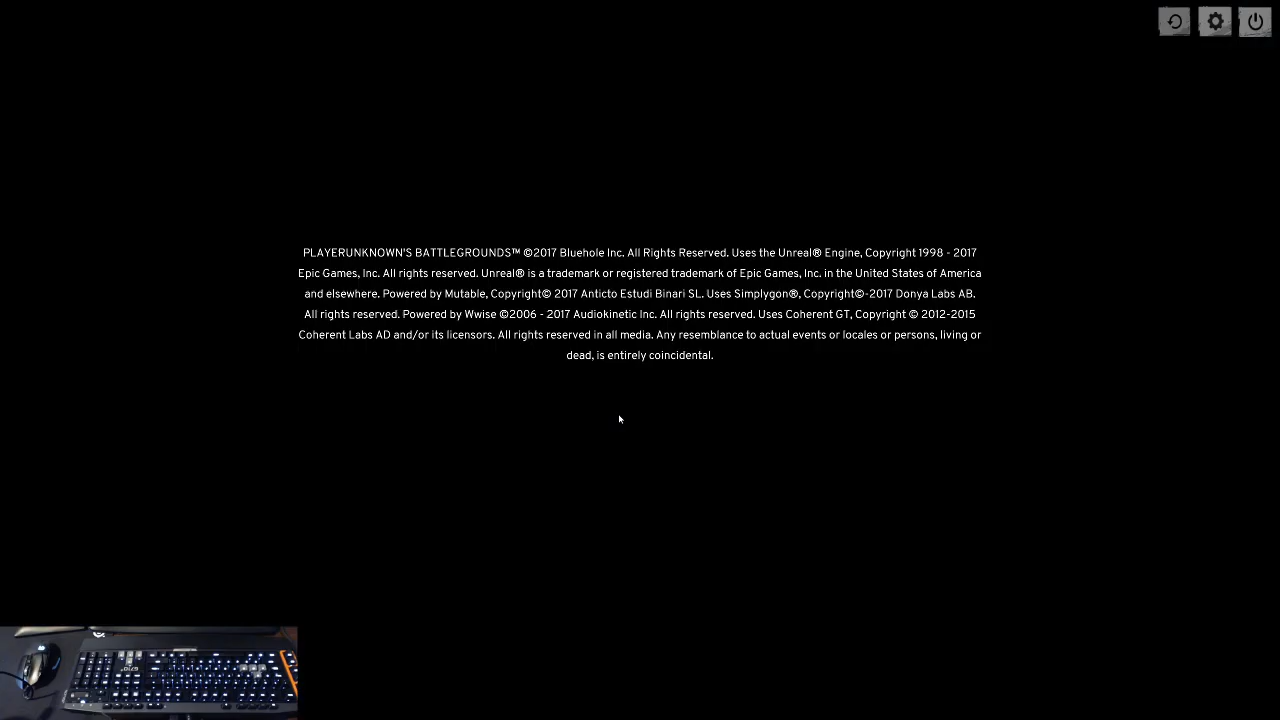 PLAYERUNKNOWN'S BATTLEGROUNDS™ ©2017 Bluehole Inc. All Rights Reserved. Uses the Unreal® Engine, Copyright 1998 - 2017
Epic Games, Inc. All rights reserved. Unreal® is a trademark or registered trademark of Epic Games, Inc. in the United States of America
and elsewhere. Powered by Mutable, Copyright© 2017 Anticto Estudi Binari SL. Uses Simplygon®, Copyright©-2017 Donya Labs AB.
All rights reserved. Powered by Wwise ©2006 - 2017 Audiokinetic Inc. All rights reserved. Uses Coherent GT, Copyright © 2012-2015
Coherent Labs AD and/or its licensors. All rights reserved in all media. Any resemblance to actual events or locales or persons, living or
dead, is entirely coincidental.